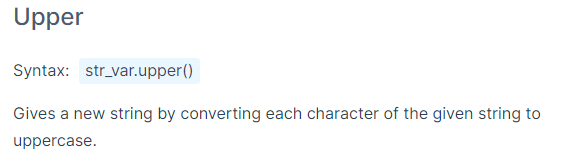 Upper
Syntax: str_var.upper()
Gives a new string by converting each character of the given string to
uppercase.